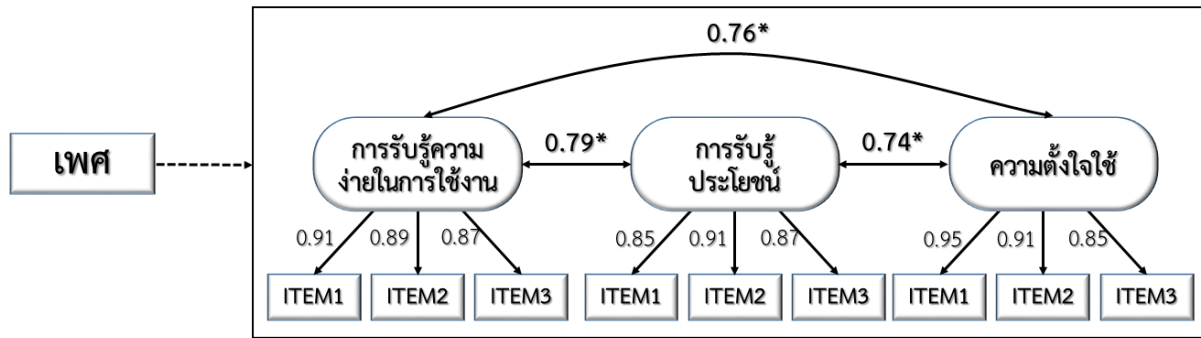 0.76*
เพศ
การรับรู้ความ
ง่ายในการใช้งาน
0.79*
การรับรู้
ประโยชน์
0.74*
ความตั้งใจใช้
0.91 0.89 0.87 0.85 0.91 0.87 0.95 0.91 0.85
ITEM1 ITEM2 ITEM3 ITEM1 ITEM2 ITEM3 ITEM1 ITEM2 ITEM3